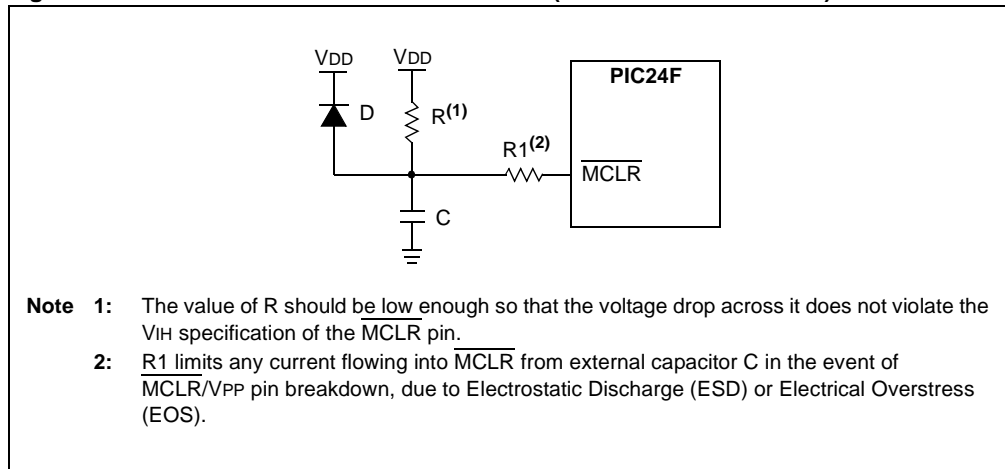 VDD VDD
PIC24F
D
R(1)
R1(2)
MCLR
C
Note 1: The value of R should be low enough so that the voltage drop across it does not violate the
VIH specification of the MCLR pin.
2: R1 limits any current flowing into MCLR from external capacitor C in the event of
MCLR/VPP pin breakdown, due to Electrostatic Discharge (ESD) or Electrical Overstress
(EOS).